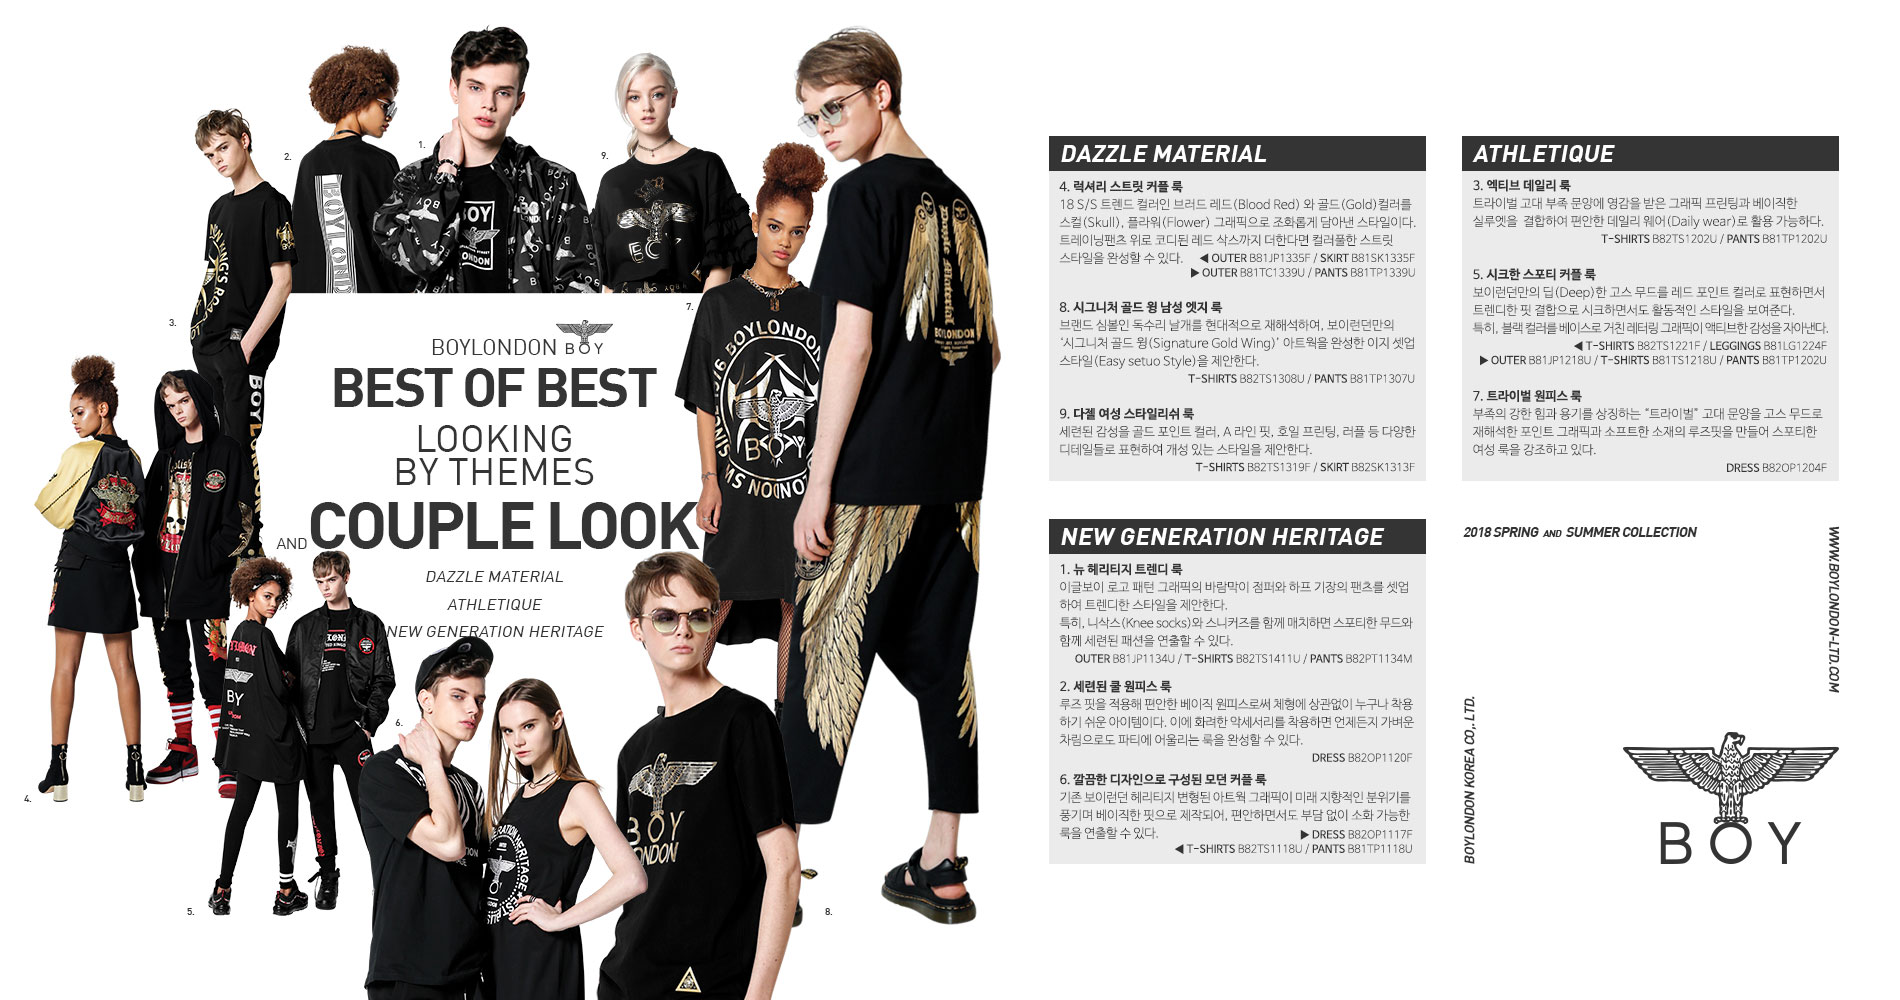 1.
2.
9.
3.
7.
4.
5.
6.
8.
BOYLONDON BOY
BEST OF BEST
LOOKING
BY THEMES
AND COUPLE LOOK
DAZZLE MATERIAL
ATHLETIQUE
NEW GENERATION HERITAGE
BOY
LONDON
BOYLONDON
BOY
BOY
LONDON
DAZZLE MATERIAL
4. 럭셔리 스트릿 커플 룩
18 S/S 트렌드 컬러인 브러드 레드(Blood Red) 와 골드(Gold)컬러를
스컬(Skull), 플라워(Flower) 그래픽으로 조화롭게 담아낸 스타일이다.
트레이닝팬츠 위로 코디된 레드 삭스까지 더한다면 컬러풀한 스트릿
스타일을 완성할 수 있다. ◀ OUTER B81JP1335F / SKIRT B81SK1335F
▶ OUTER B81TC1339U / PANTS B81TP1339U
8. 시그니처 골드 윙 남성 엣지 룩
브랜드 심볼인 독수리 날개를 현대적으로 재해석하여, 보이런던만의
‘시그니처 골드 윙(Signature Gold Wing)’ 아트웍을 완성한 이지 셋업
스타일(Easy setuo Style)을 제안한다.
T-SHIRTS B82TS1308U / PANTS B81TP1307U
9. 다젤 여성 스타일리쉬 룩
세련된 감성을 골드 포인트 컬러, A 라인 핏, 호일 프린팅, 러플 등 다양한
디테일들로 표현하여 개성 있는 스타일을 제안한다.
T-SHIRTS B82TS1319F / SKIRT B82SK1313F
ATHLETIQUE
3. 엑티브 데일리 룩
트라이벌 고대 부족 문양에 영감을 받은 그래픽 프린팅과 베이직한
실루엣을 결합하여 편안한 데일리 웨어(Daily wear)로 활용 가능하다.
T-SHIRTS B82TS1202U / PANTS B81TP1202U
5. 시크한 스포티 커플 룩
보이런던만의 딥(Deep)한 고스 무드를 레드 포인트 컬러로 표현하면서
트렌디한 핏 결합으로 시크하면서도 활동적인 스타일을 보여준다.
특히, 블랙 컬러를 베이스로 거친 레터링 그래픽이 액티브한 감성을 자아낸다.
◀ T-SHIRTS B82TS1221F / LEGGINGS B81LG1224F
▶ OUTER B81JP1218U / T-SHIRTS B81TS1218U / PANTS B81TP1202U
7. 트라이벌 원피스 룩
부족의 강한 힘과 용기를 상징하는 “트라이벌” 고대 문양을 고스 무드로
재해석한 포인트 그래픽과 소프트한 소재의 루즈핏을 만들어 스포티한
여성 룩을 강조하고 있다.
DRESS B82OP1204F
NEW GENERATION HERITAGE
1. 뉴 헤리티지 트렌디 룩
이글보이 로고 패턴 그래픽의 바람막이 점퍼와 하프 기장의 팬츠를 셋업
하여 트렌디한 스타일을 제안한다.
특히, 니삭스(Knee socks)와 스니커즈를 함께 매치하면 스포티한 무드와
함께 세련된 패션을 연출할 수 있다.
OUTER B81JP1134U / T-SHIRTS B82TS1411U / PANTS B82PT1134M
2. 세련된 쿨 원피스 룩
루즈 핏을 적용해 편안한 베이직 원피스로써 체형에 상관없이 누구나 착용
하기 쉬운 아이템이다. 이에 화려한 악세서리를 착용하면 언제든지 가벼운
차림으로도 파티에 어울리는 룩을 완성할 수 있다.
DRESS B82OP1120F
6. 깔끔한 디자인으로 구성된 모던 커플 룩
기존 보이런던 헤리티지 변형된 아트웍 그래픽이 미래 지향적인 분위기를
풍기며 베이직한 핏으로 제작되어, 편안하면서도 부담 없이 소화 가능한
룩을 연출할 수 있다. ▶ DRESS B82OP1117F
◀ T-SHIRTS B82TS1118U / PANTS B81TP1118U
2018 SPRING AND SUMMER COLLECTION
WWW.BOYLONDON-LTD.COM
BOYLONDON KOREA CO,. LTD.
BOY